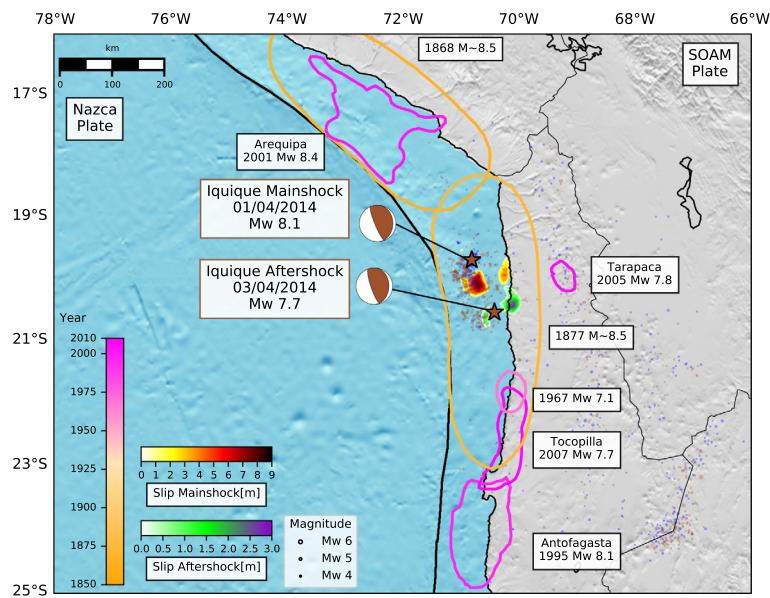 78°W 76°W 74°W 72°W 70°W 68°W 66°W
km
0 100 200
1868 M~8.5
SOAM
Plate
17°S
Nazca
Plate
Arequipa
2001 Mw 8.4
Iquique Mainshock
01/04/2014
Mw 8.1
19°S
Iquique Aftershock
03/04/2014
Mw 7.7
Tarapaca
2005 Mw 7.8
Year
2010
2000
1975
1950
1925
1900
1875
1850
21°S
1877 M~8.5
1967 Mw 7.1
Tocopilla
2007 Mw 7.7
23°S
0 1 2 3 4 5 6 7 8 9
Slip Mainshock[m]
0.0 0.5 1.0 1.5 2.0 2.5 3.0
Slip Aftershock[m]
Magnitude
Mw 6
Mw 5
Mw 4
Antofagasta
1995 Mw 8.1
25°S